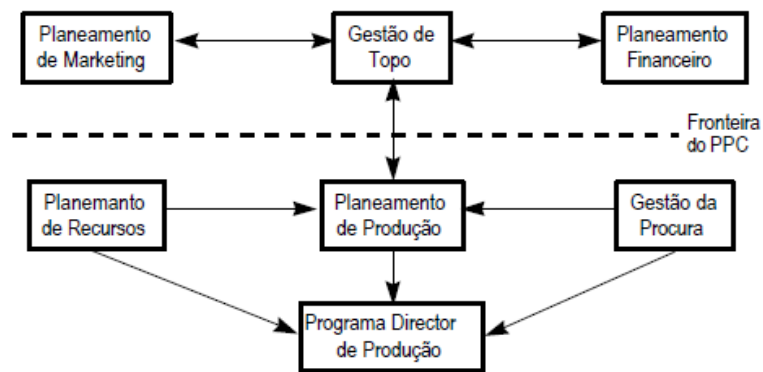 Planeamento
de Marketing
Gestão de
Topo
Planeamento
Financeiro
Fronteira
do PPC
Planemanto
de Recursos
Planeamento
de Produção
Gestão da
Procura
Programa Director
de Produção